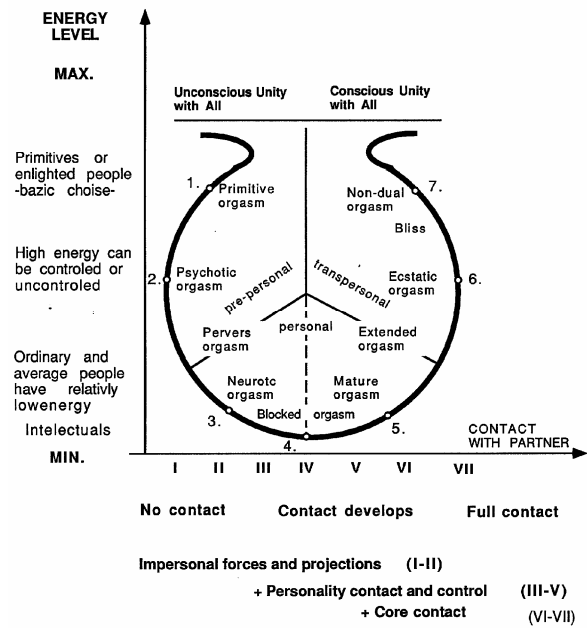 ENERGY
LEVEL
MAX.
Unconscious Unity
with All
Conscious Unity
with All
Primitives or
enlighted people
-bazic choise-
1.
Primitive
orgasm
Non-dual
orgasm
7.
Bliss
High energy can
be controled or
uncontroled
2.
Psychotic
orgasm
pre-personal
transpersonal
Ecstatic
orgasm
6.
Pervers
orgasm
personal
Extended
orgasm
Ordinary and
average people
have relativly
lowenergy
Neurotc
orgasm
Mature
orgasm
3.
Blocked orgasm
5.
Intelectuals
4.
CONTACT
WITH PARTNER
MIN.
I II III IV V VI VII
No contact Contact develops Full contact
Impersonal forces and projections (I-II)
+ Personality contact and control (III-V)
+ Core contact (VI-VII)